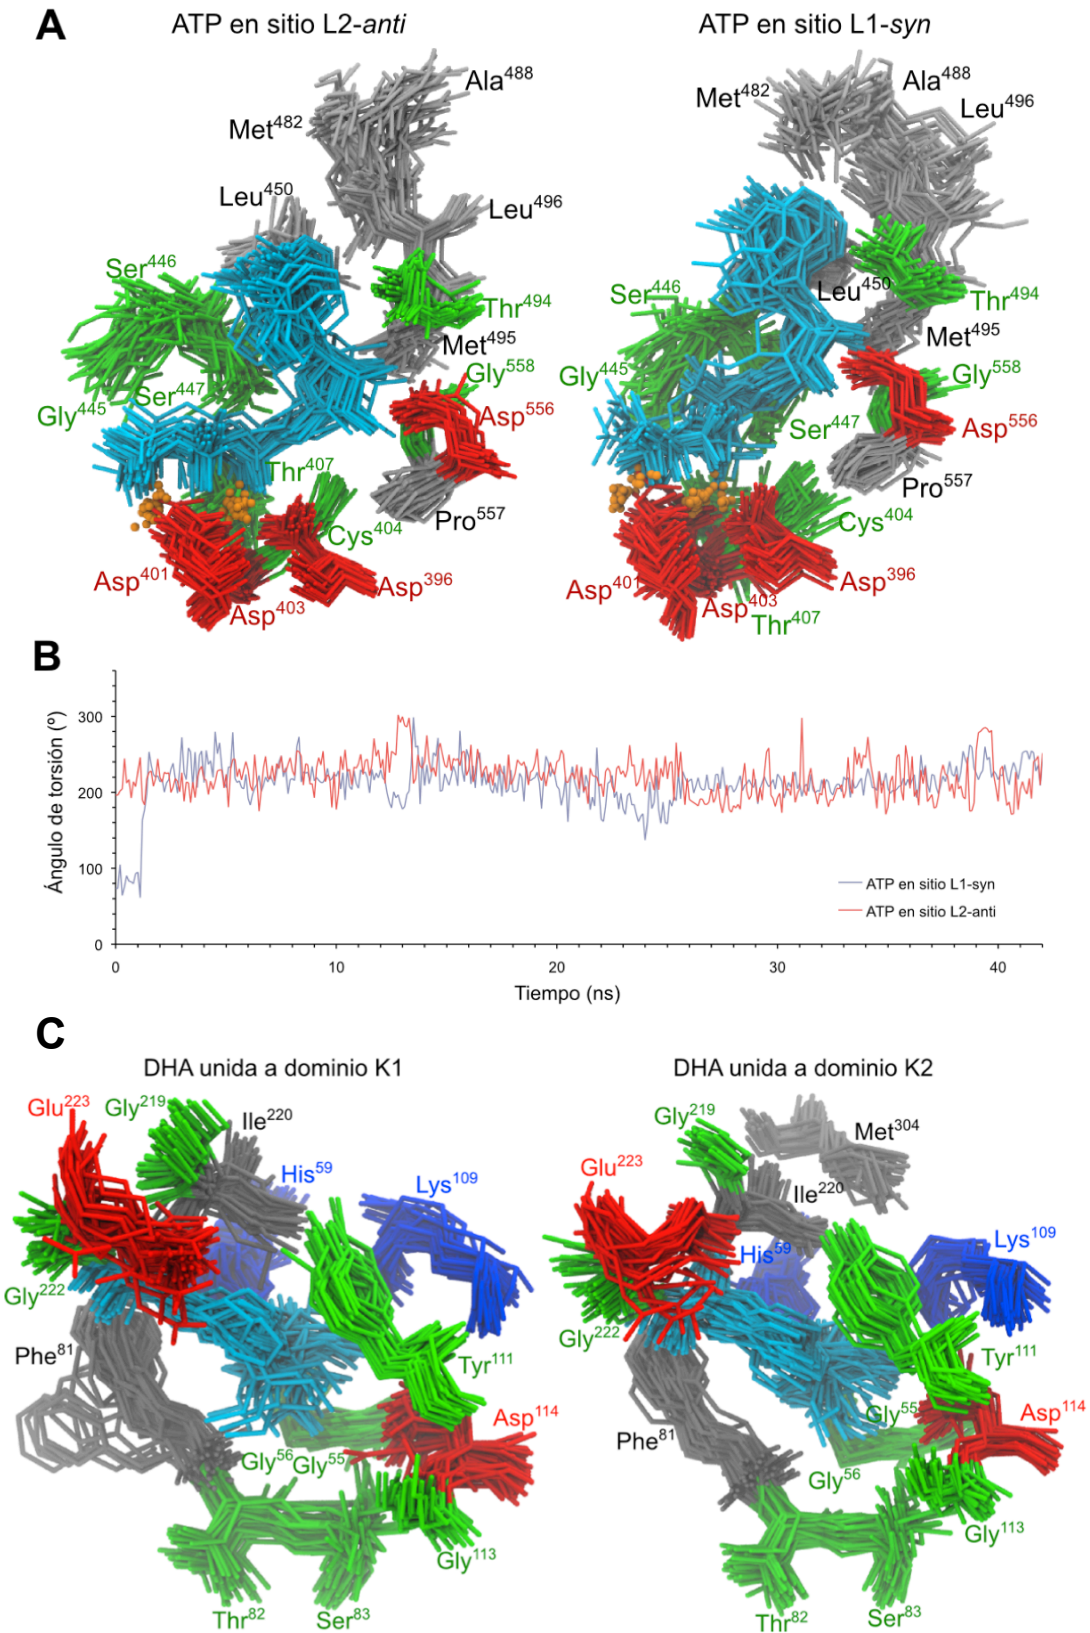 A
ATP en sitio L2-anti
ATP en sitio L1-syn
Ala488
Met482
Leu450
Leu496
Ser446
Thr494
Met495
Gly558
Ser447
Gly445
Asp556
Thr407
Pro557
Cys404
Asp401
Asp396
Asp403
Met482
Ala488
Leu496
Leu450
Ser446
Thr494
Met495
Gly445
Gly558
Ser447
Asp556
Pro557
Cys404
Asp401
Asp396
Asp403
Thr407
B
Ángulo de torsión (º)
300
200
100
0
ATP en sitio L1-syn
ATP en sitio L2-anti
0 10 20 30 40
Tiempo (ns)
C
DHA unida a dominio K1
DHA unida a dominio K2
Glu223
Gly219
Ile220
His59
Lys109
Gly222
Phe81
Tyr111
Asp114
Gly56
Gly55
Gly113
Thr82
Ser83
Gly219
Met304
Glu223
Ile220
His59
Lys109
Gly222
Tyr111
Gly55
Asp114
Phe81
Gly56
Gly113
Thr82
Ser83